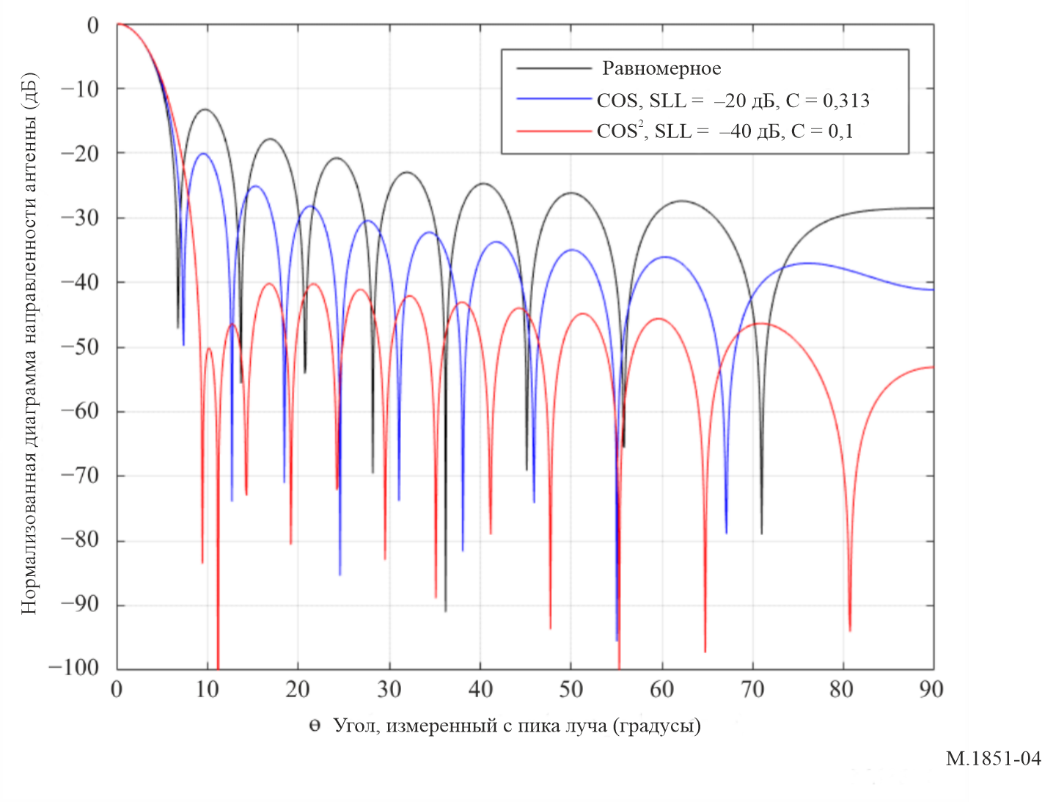 Нормализованная диаграмма направленности антенны (дБ)
0
−10
−20
−30
−40
−50
−60
−70
−80
−90
−100
Равномерное
COS, SLL = –20 дБ, C = 0,313
COS², SLL = –40 дБ, C = 0,1
0 10 20 30 40 50 60 70 80 90
ө Угол, измеренный с пика луча (градусы)
M.1851-04